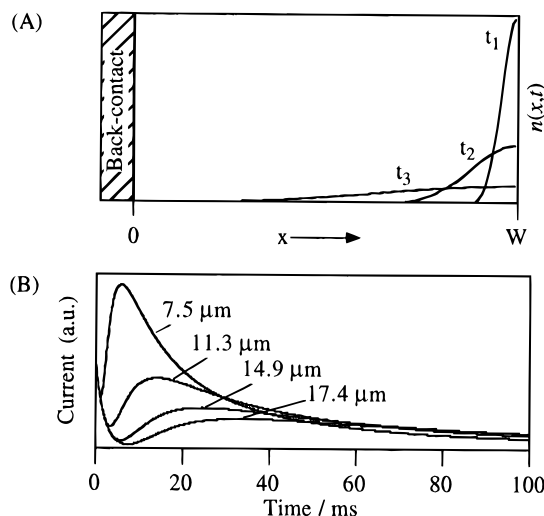 (A)
Back-contact
t1
t2
t3
n(x,t)
0
x
W
(B)
Current (a.u.)
7.5 µm
11.3 µm
14.9 µm
17.4 µm
0 20 40 60 80 100
Time / ms